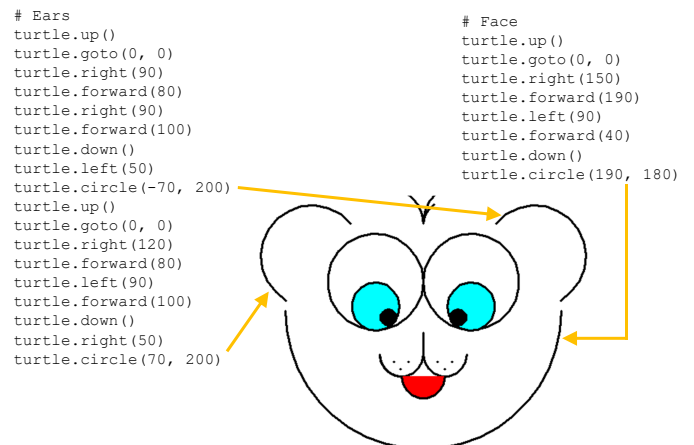 # Ears
turtle.up()
turtle.goto(0, 0)
turtle.right(90)
turtle.forward(80)
turtle.right(90)
turtle.forward(100)
turtle.down()
turtle.left(50)
turtle.circle(-70, 200)
turtle.up()
turtle.goto(0, 0)
turtle.right(120)
turtle.forward(80)
turtle.left(90)
turtle.forward(100)
turtle.down()
turtle.right(50)
turtle.circle(70, 200)
# Face
turtle.up()
turtle.goto(0, 0)
turtle.right(150)
turtle.forward(190)
turtle.left(90)
turtle.forward(40)
turtle.down()
turtle.circle(190, 180)